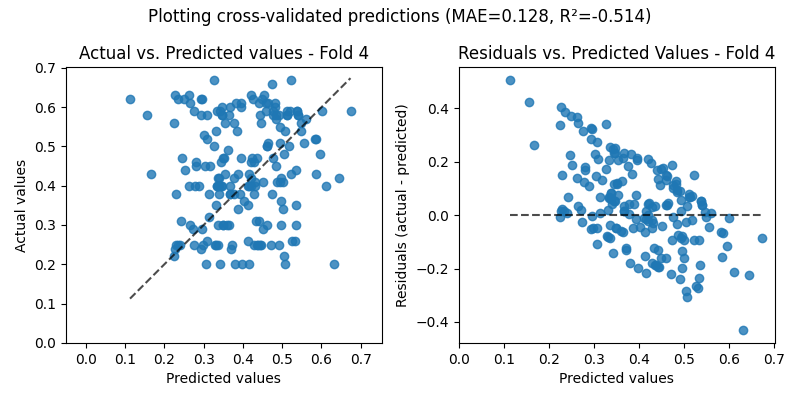 Plotting cross-validated predictions (MAE=0.128, R²=-0.514)
Actual vs. Predicted values - Fold 4
Actual values
0.7
0.6
0.5
0.4
0.3
0.2
0.1
0.0
0.0 0.1 0.2 0.3 0.4 0.5 0.6 0.7
Predicted values
Residuals vs. Predicted Values - Fold 4
Residuals (actual - predicted)
0.4
0.2
0.0
−0.2
−0.4
0.0 0.1 0.2 0.3 0.4 0.5 0.6 0.7
Predicted values